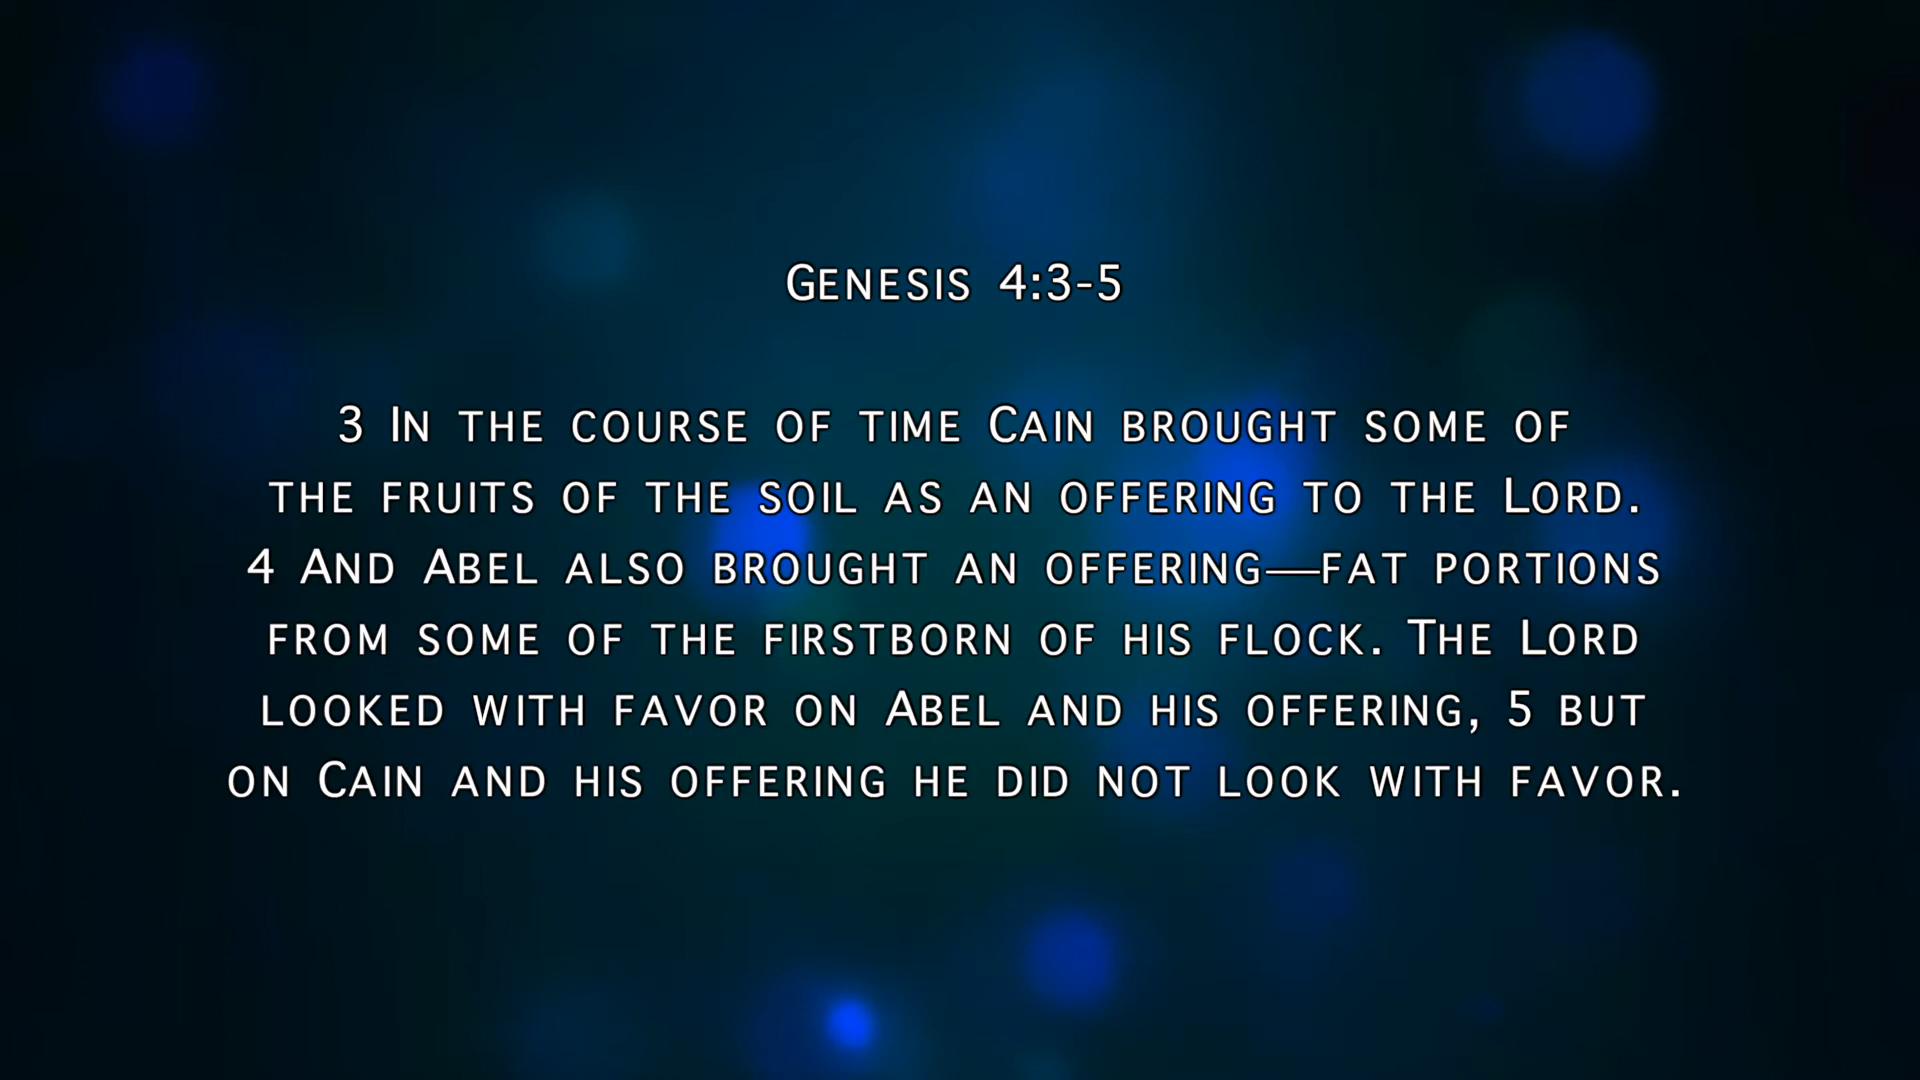 Genesis 4:3-5
3 In the course of time Cain brought some of
the fruits of the soil as an offering to the Lord.
4 And Abel also brought an offering—fat portions
from some of the firstborn of his flock. The Lord
looked with favor on Abel and his offering, 5 but
on Cain and his offering he did not look with favor.